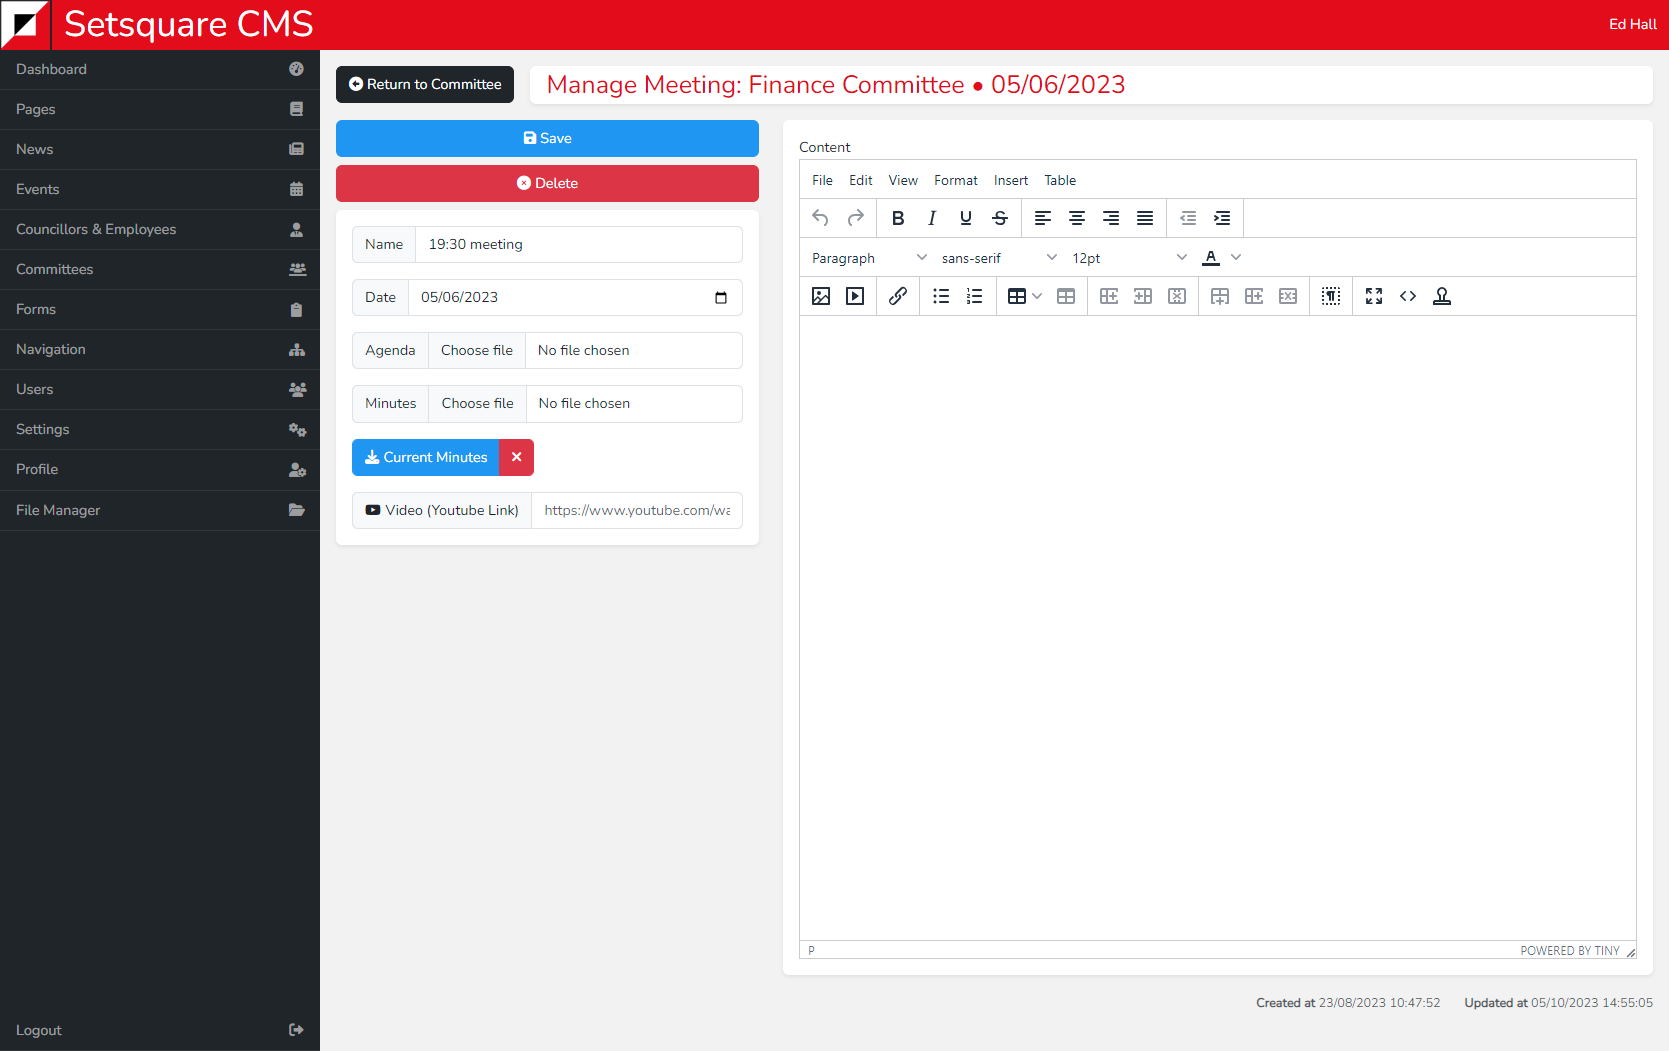 Setsquare CMS
Ed Hall
Dashboard
Pages
News
Events
Councillors & Employees
Committees
Forms
Navigation
Users
Settings
Profile
File Manager
Logout
Return to Committee
Manage Meeting: Finance Committee • 05/06/2023
Save
Delete
Name 19:30 meeting
Date 05/06/2023
Agenda Choose file No file chosen
Minutes Choose file No file chosen
Current Minutes
Video (Youtube Link) https://www.youtube.com/wa
Content
File Edit View Format Insert Table
Paragraph sans-serif 12pt
P
POWERED BY TINY
Created at 23/08/2023 10:47:52 Updated at 05/10/2023 14:55:05